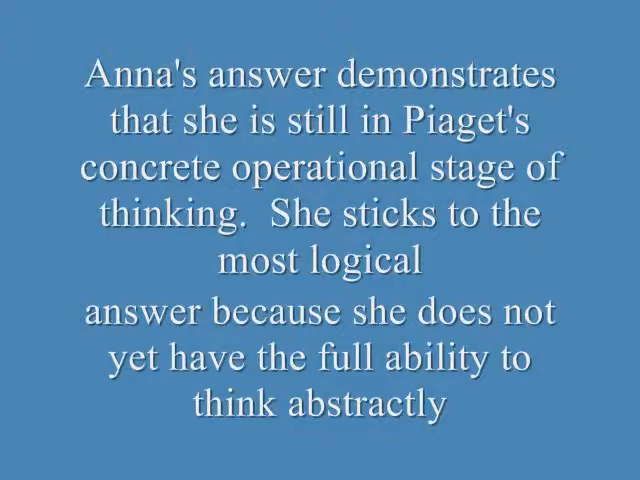 Anna's answer demonstrates
that she is still in Piaget's
concrete operational stage of
thinking.  She sticks to the
most logical
answer because she does not
yet have the full ability to
think abstractly